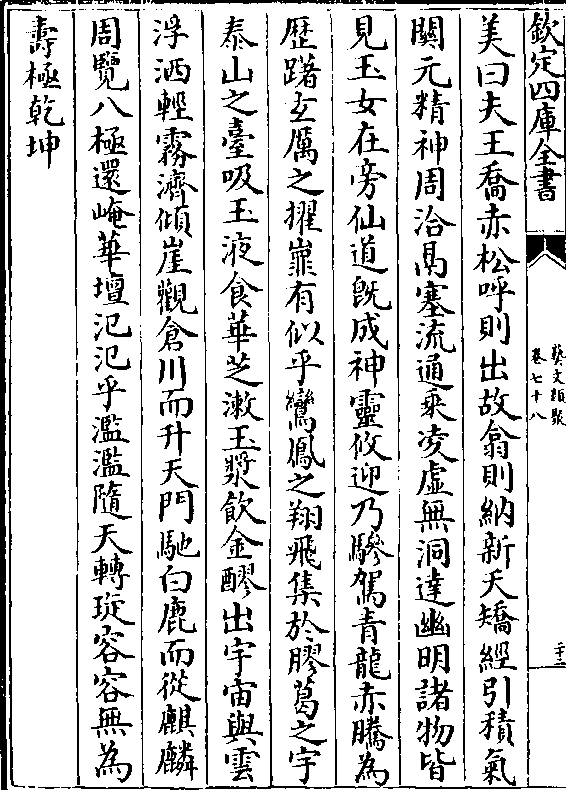 欽定四庫全書
藝文類聚
卷七十八
二十二
美曰夫王喬赤松呼則出故翕則納新夭矯經引積氣
關元精神周洽鬲塞流通乘凌虛無洞達幽明諸物皆
見玉女在旁仙道既成神靈攸迎乃驂駕青龍赤騰為
歴躇玄厲之擢嶵有似乎鸞鳳之翔飛集於膠葛之宇
泰山之臺吸玉液食華芝漱玉漿飲金醪出宇宙與雲
浮洒輕霧濟傾崖觀倉川而升天門馳白鹿而從麒麟
周覽八極還崦華壇氾氾乎濫濫隨天轉琁容容無為
壽極乾坤